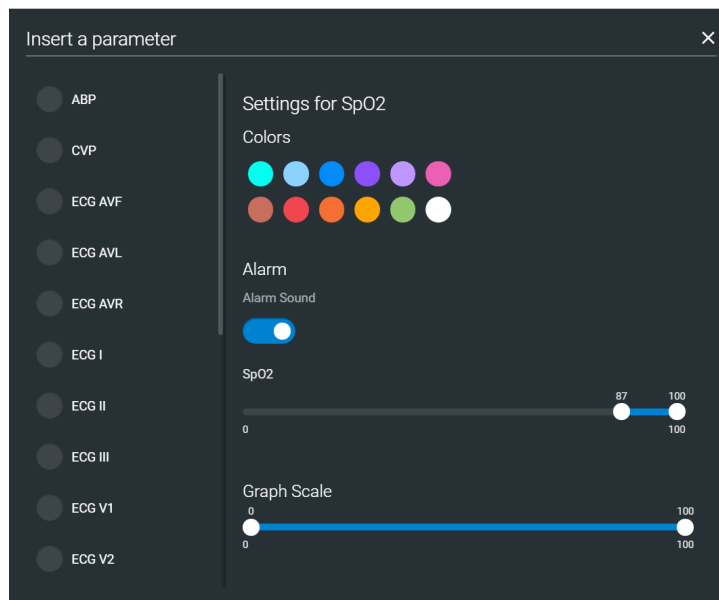 Insert a parameter
ABP
CVP
ECG AVF
ECG AVL
ECG AVR
ECG I
ECG II
ECG III
ECG V1
ECG V2
Settings for SpO2
Colors
Alarm
Alarm Sound
SpO2
87 100
0 100
Graph Scale
0 100
0 100